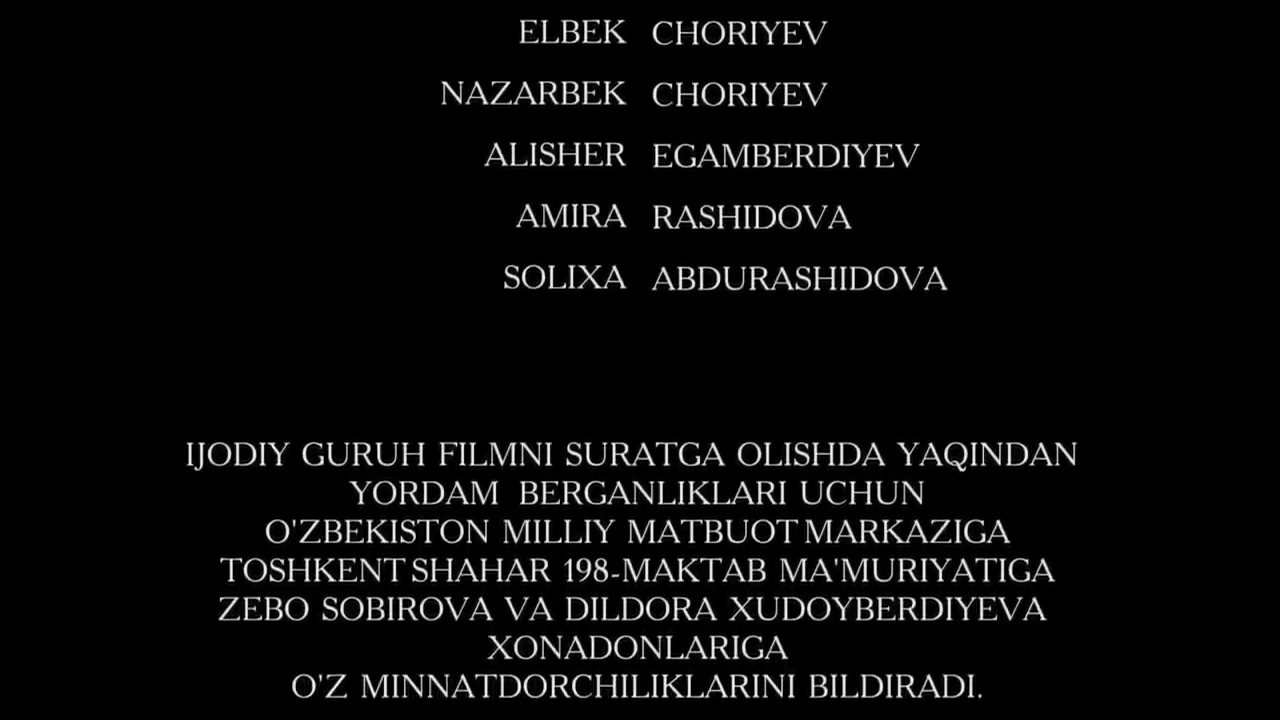 ELBEK CHORIYEV
NAZARBEK CHORIYEV
ALISHER EGAMBERDIYEV
AMIRA RASHIDOVA
SOLIXA ABDURASHIDOVA
IJODIY GURUH FILMNI SURATGA OLISHDA YAQINDAN
YORDAM BERGANLIKLARI UCHUN
O'ZBEKISTON MILLIY MATBUOT MARKAZIGA
TOSHKENT SHAHAR 198-MAKTAB MA'MURIYATIGA
ZEBO SOBIROVA VA DILDORA XUDOYBERDIYEVA
XONADONLARIGA
O'Z MINNATDORCHILIKLARINI BILDIRADI.